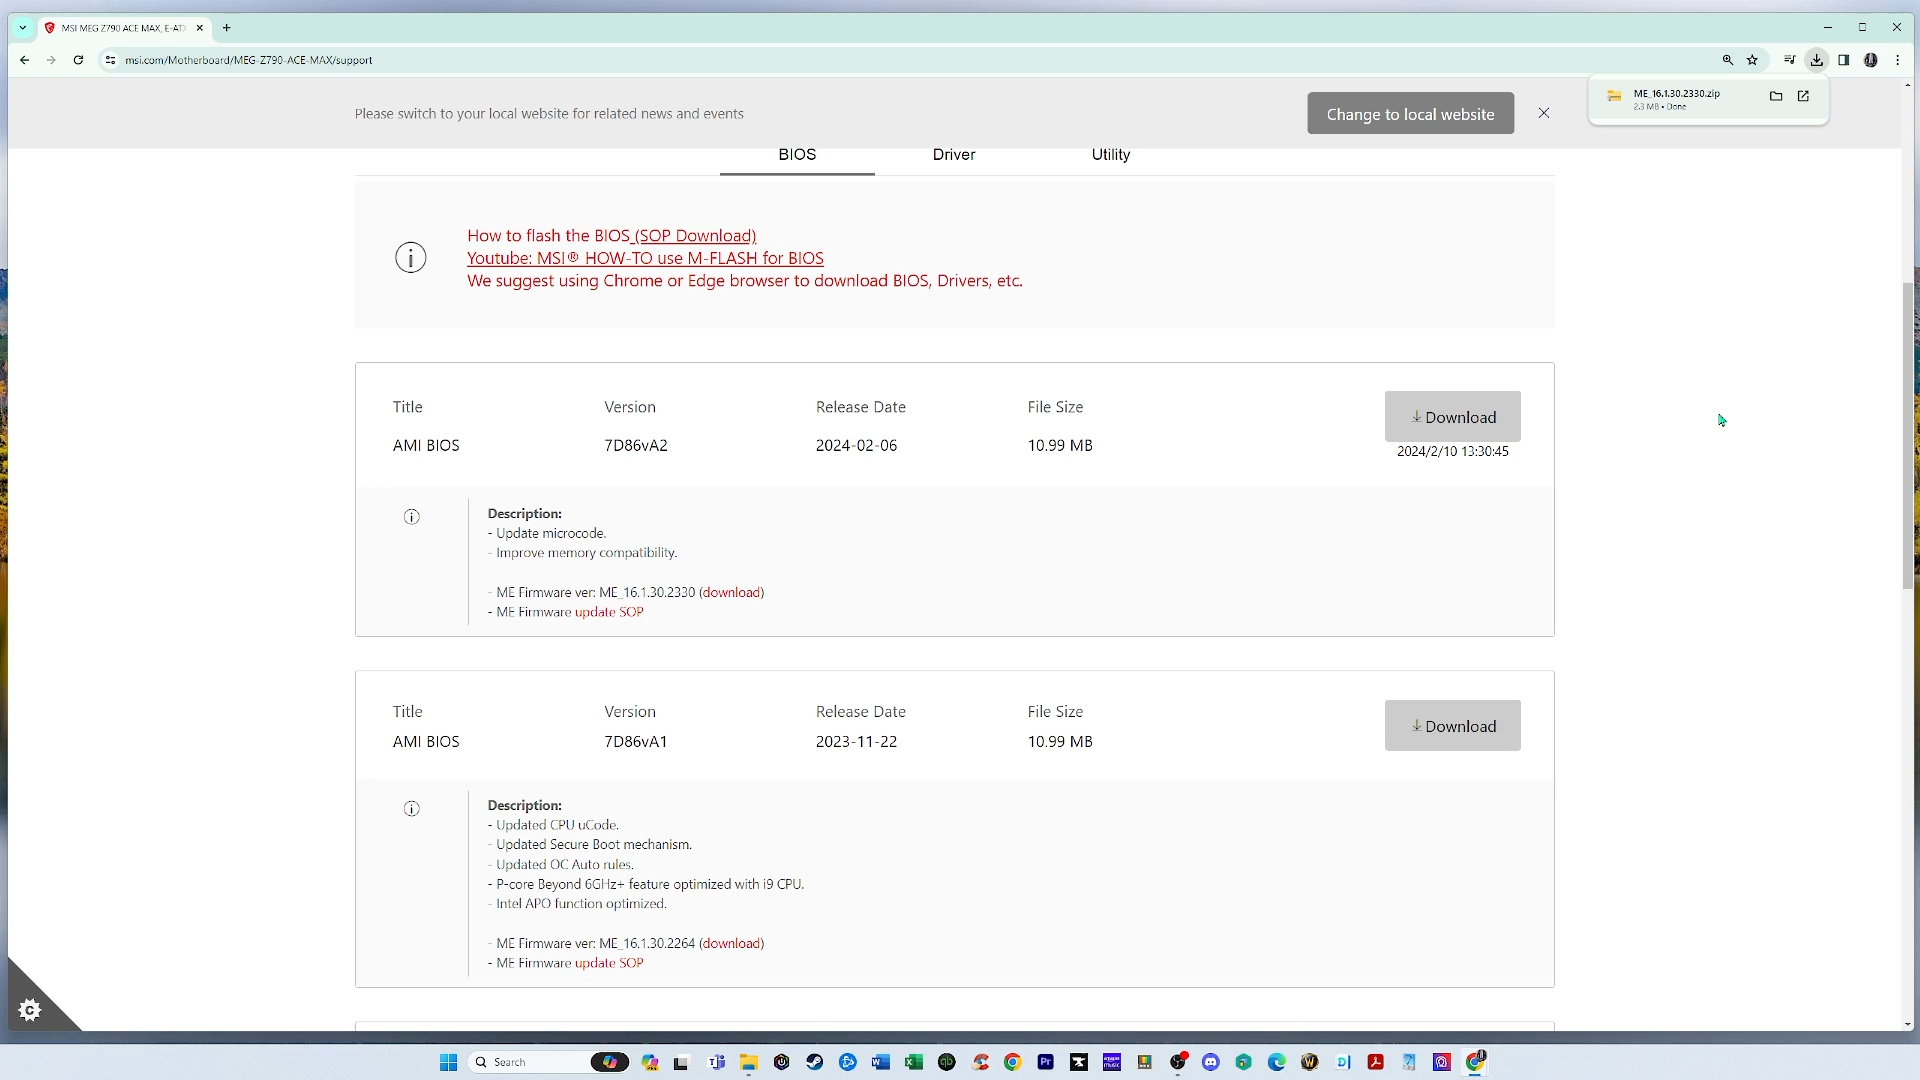 MSI MEG Z790 ACE MAX, E-AT
msi.com/Motherboard/MEG-Z790-ACE-MAX/support
ME_16.1.30.2330.zip
2.3 MB • Done
Please switch to your local website for related news and events
Change to local website
BIOS Driver Utility
How to flash the BIOS (SOP Download)
Youtube: MSI® HOW-TO use M-FLASH for BIOS
We suggest using Chrome or Edge browser to download BIOS, Drivers, etc.
Title Version Release Date File Size Download
AMI BIOS 7D86vA2 2024-02-06 10.99 MB 2024/2/10 13:30:45
Description:
- Update microcode.
- Improve memory compatibility.
- ME Firmware ver: ME_16.1.30.2330 (download)
- ME Firmware update SOP
Title Version Release Date File Size Download
AMI BIOS 7D86vA1 2023-11-22 10.99 MB
Description:
- Updated CPU uCode.
- Updated Secure Boot mechanism.
- Updated OC Auto rules.
- P-core Beyond 6GHz+ feature optimized with i9 CPU.
- Intel APO function optimized.
- ME Firmware ver: ME_16.1.30.2264 (download)
- ME Firmware update SOP
Search